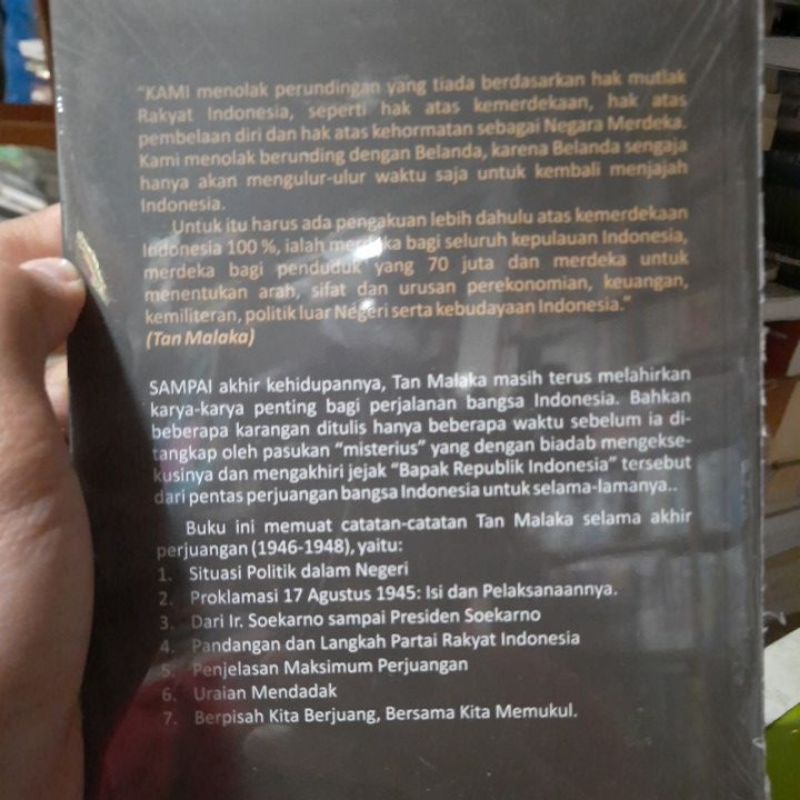 "KAMI menolak perundingan yang tiada berdasarkan hak mutlak
Rakyat Indonesia, seperti hak atas kemerdekaan, hak atas
pembelaan diri dan hak atas kehormatan sebagai Negara Merdeka.
Kami menolak berunding dengan Belanda, karena Belanda sengaja
hanya akan mengulur-ulur waktu saja untuk kembali menjajah
Indonesia.
Untuk itu harus ada pengakuan lebih dahulu atas kemerdekaan
Indonesia 100 %, ialah merdeka bagi seluruh kepulauan Indonesia,
merdeka bagi penduduk yang 70 juta dan merdeka untuk
menentukan arah, sifat dan urusan perekonomian, keuangan,
kemiliteran, politik luar Negeri serta kebudayaan Indonesia."
(Tan Malaka)
SAMPAI akhir kehidupannya, Tan Malaka masih terus melahirkan
karya-karya penting bagi perjalanan bangsa Indonesia. Bahkan
beberapa karangan ditulis hanya beberapa waktu sebelum ia di-
tangkap oleh pasukan "misterius" yang dengan biadab mengekse-
kusinya dan mengakhiri jejak "Bapak Republik Indonesia" tersebut
dari pentas perjuangan bangsa Indonesia untuk selama-lamanya..
Buku ini memuat catatan-catatan Tan Malaka selama akhir
perjuangan (1946-1948), yaitu:
1. Situasi Politik dalam Negeri
2. Proklamasi 17 Agustus 1945: Isi dan Pelaksanaannya.
3. Dari Ir. Soekarno sampai Presiden Soekarno
4. Pandangan dan Langkah Partai Rakyat Indonesia
5. Penjelasan Maksimum Perjuangan
6. Uraian Mendadak
7. Berpisah Kita Berjuang, Bersama Kita Memukul.